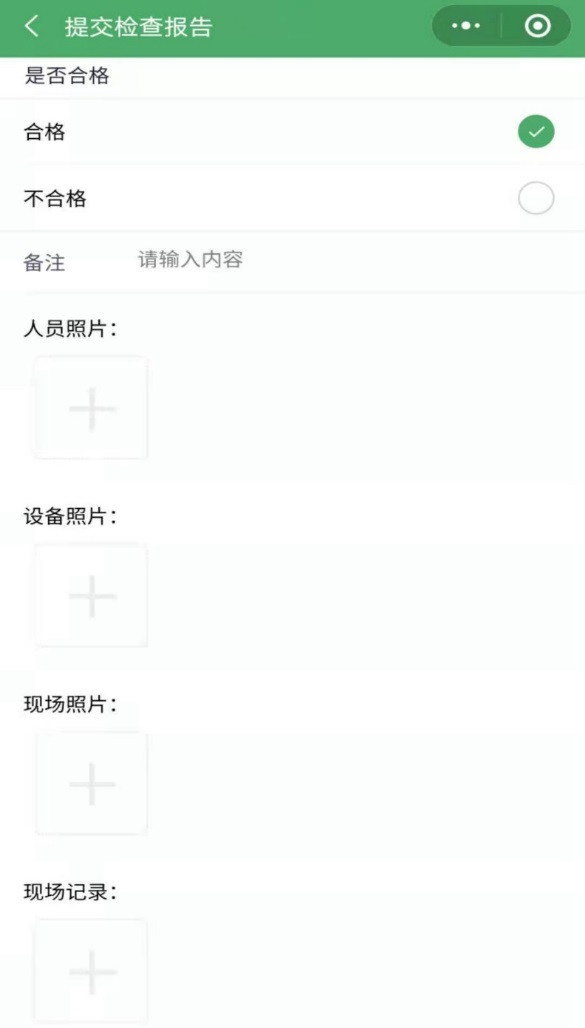 提交检查报告
是否合格
合格
不合格
备注 请输入内容
人员照片：
设备照片：
现场照片：
现场记录：